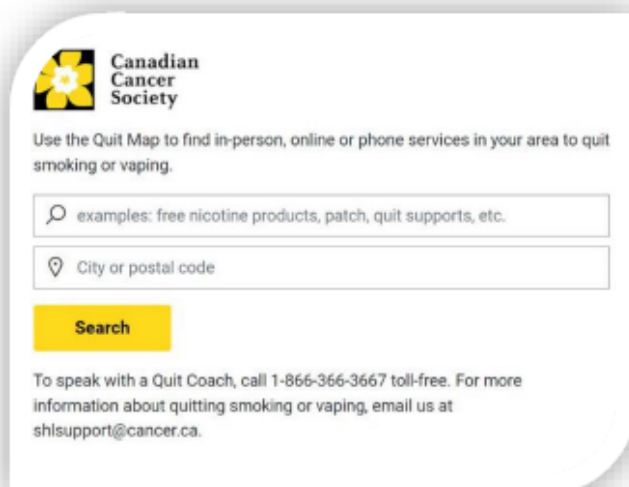 Canadian
Cancer
Society
Use the Quit Map to find in-person, online or phone services in your area to quit
smoking or vaping.
examples: free nicotine products, patch, quit supports, etc.
City or postal code
Search
To speak with a Quit Coach, call 1-866-366-3667 toll-free. For more
information about quitting smoking or vaping, email us at
shlsupport@cancer.ca.